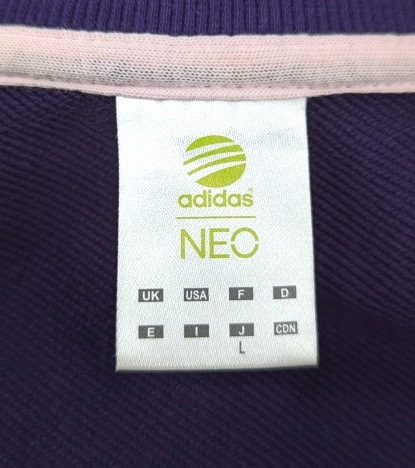 adidas®
NEO
UK USA F D
E I J CDN
L